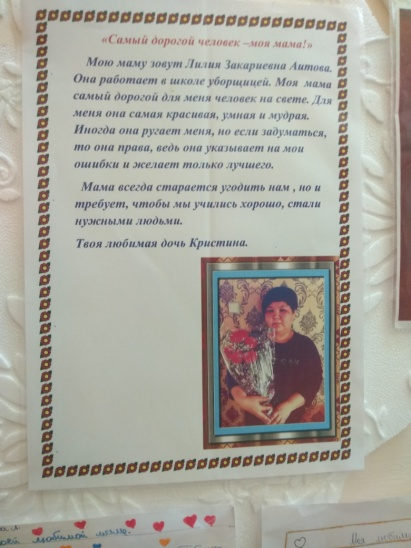 «Самый дорогой человек –моя мама!»
Мою маму зовут Лилия Закариевна Аитова.
Она работает в школе уборщицей. Моя мама
самый дорогой для меня человек на свете. Для
меня она самая красивая, умная и мудрая.
Иногда она ругает меня, но если задуматься,
то она права, ведь она указывает на мои
ошибки и желает только лучшего.
Мама всегда старается угодить нам , но и
требует, чтобы мы учились хорошо, стали
нужными людьми.
Твоя любимая дочь Кристина.
любимой